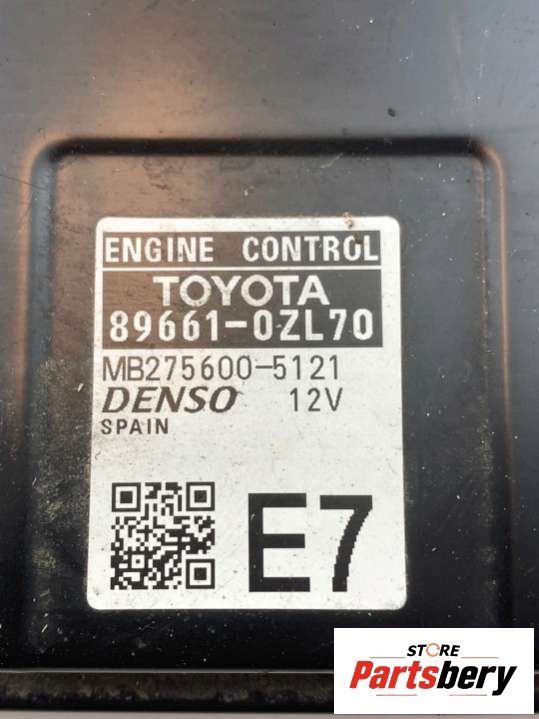 ENGINE CONTROL
TOYOTA
89661-0ZL70
MB275600-5121
DENSO 12V
SPAIN
E7
STORE
Partsbery